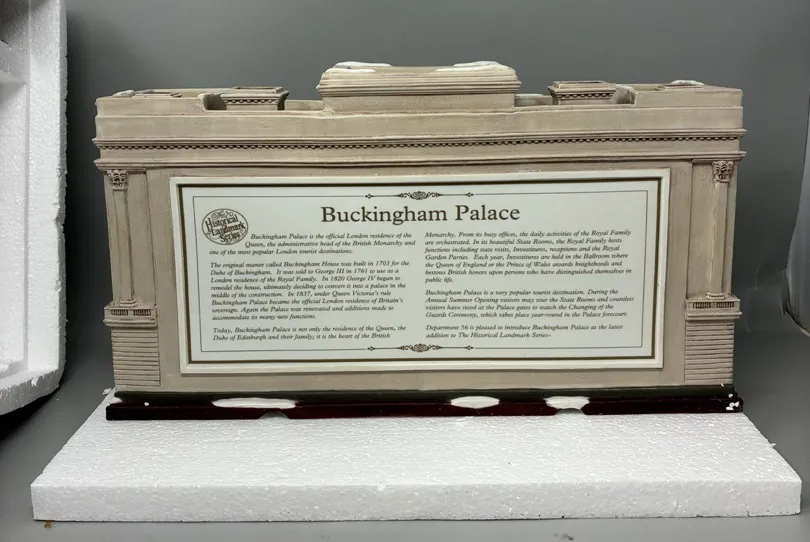 Buckingham Palace
The
Historical
Landmark
Series
Buckingham Palace is the official London residence of the
Queen, the administrative head of the British Monarchy and
one of the most popular London tourist destinations.
The original manor called Buckingham House was built in 1703 for the
Duke of Buckingham. It was sold to George III in 1761 to use as a
London residence of the Royal Family. In 1820 George IV began to
remodel the house, ultimately deciding to convert it into a palace in the
middle of the construction. In 1837, under Queen Victoria's rule
Buckingham Palace became the official London residence of Britain's
sovereign. Again the Palace was renovated and additions made to
accommodate its many new functions.
Today, Buckingham Palace is not only the residence of the Queen, the
Duke of Edinburgh and their family; it is the heart of the British
Monarchy. From its busy offices, the daily activities of the Royal Family
are orchestrated. In its beautiful State Rooms, the Royal Family hosts
functions including state visits, Investitures, receptions and the Royal
Garden Parties. Each year, Investitures are held in the Ballroom where
the Queen of England or the Prince of Wales awards knighthoods and
bestows British honors upon persons who have distinguished themselves in
public life.
Buckingham Palace is a very popular tourist destination. During the
Annual Summer Opening visitors may tour the State Rooms and countless
visitors have stood at the Palace gates to watch the Changing of the
Guards Ceremony, which takes place year-round in the Palace forecourt.
Department 56 is pleased to introduce Buckingham Palace as the latest
addition to The Historical Landmark Series™